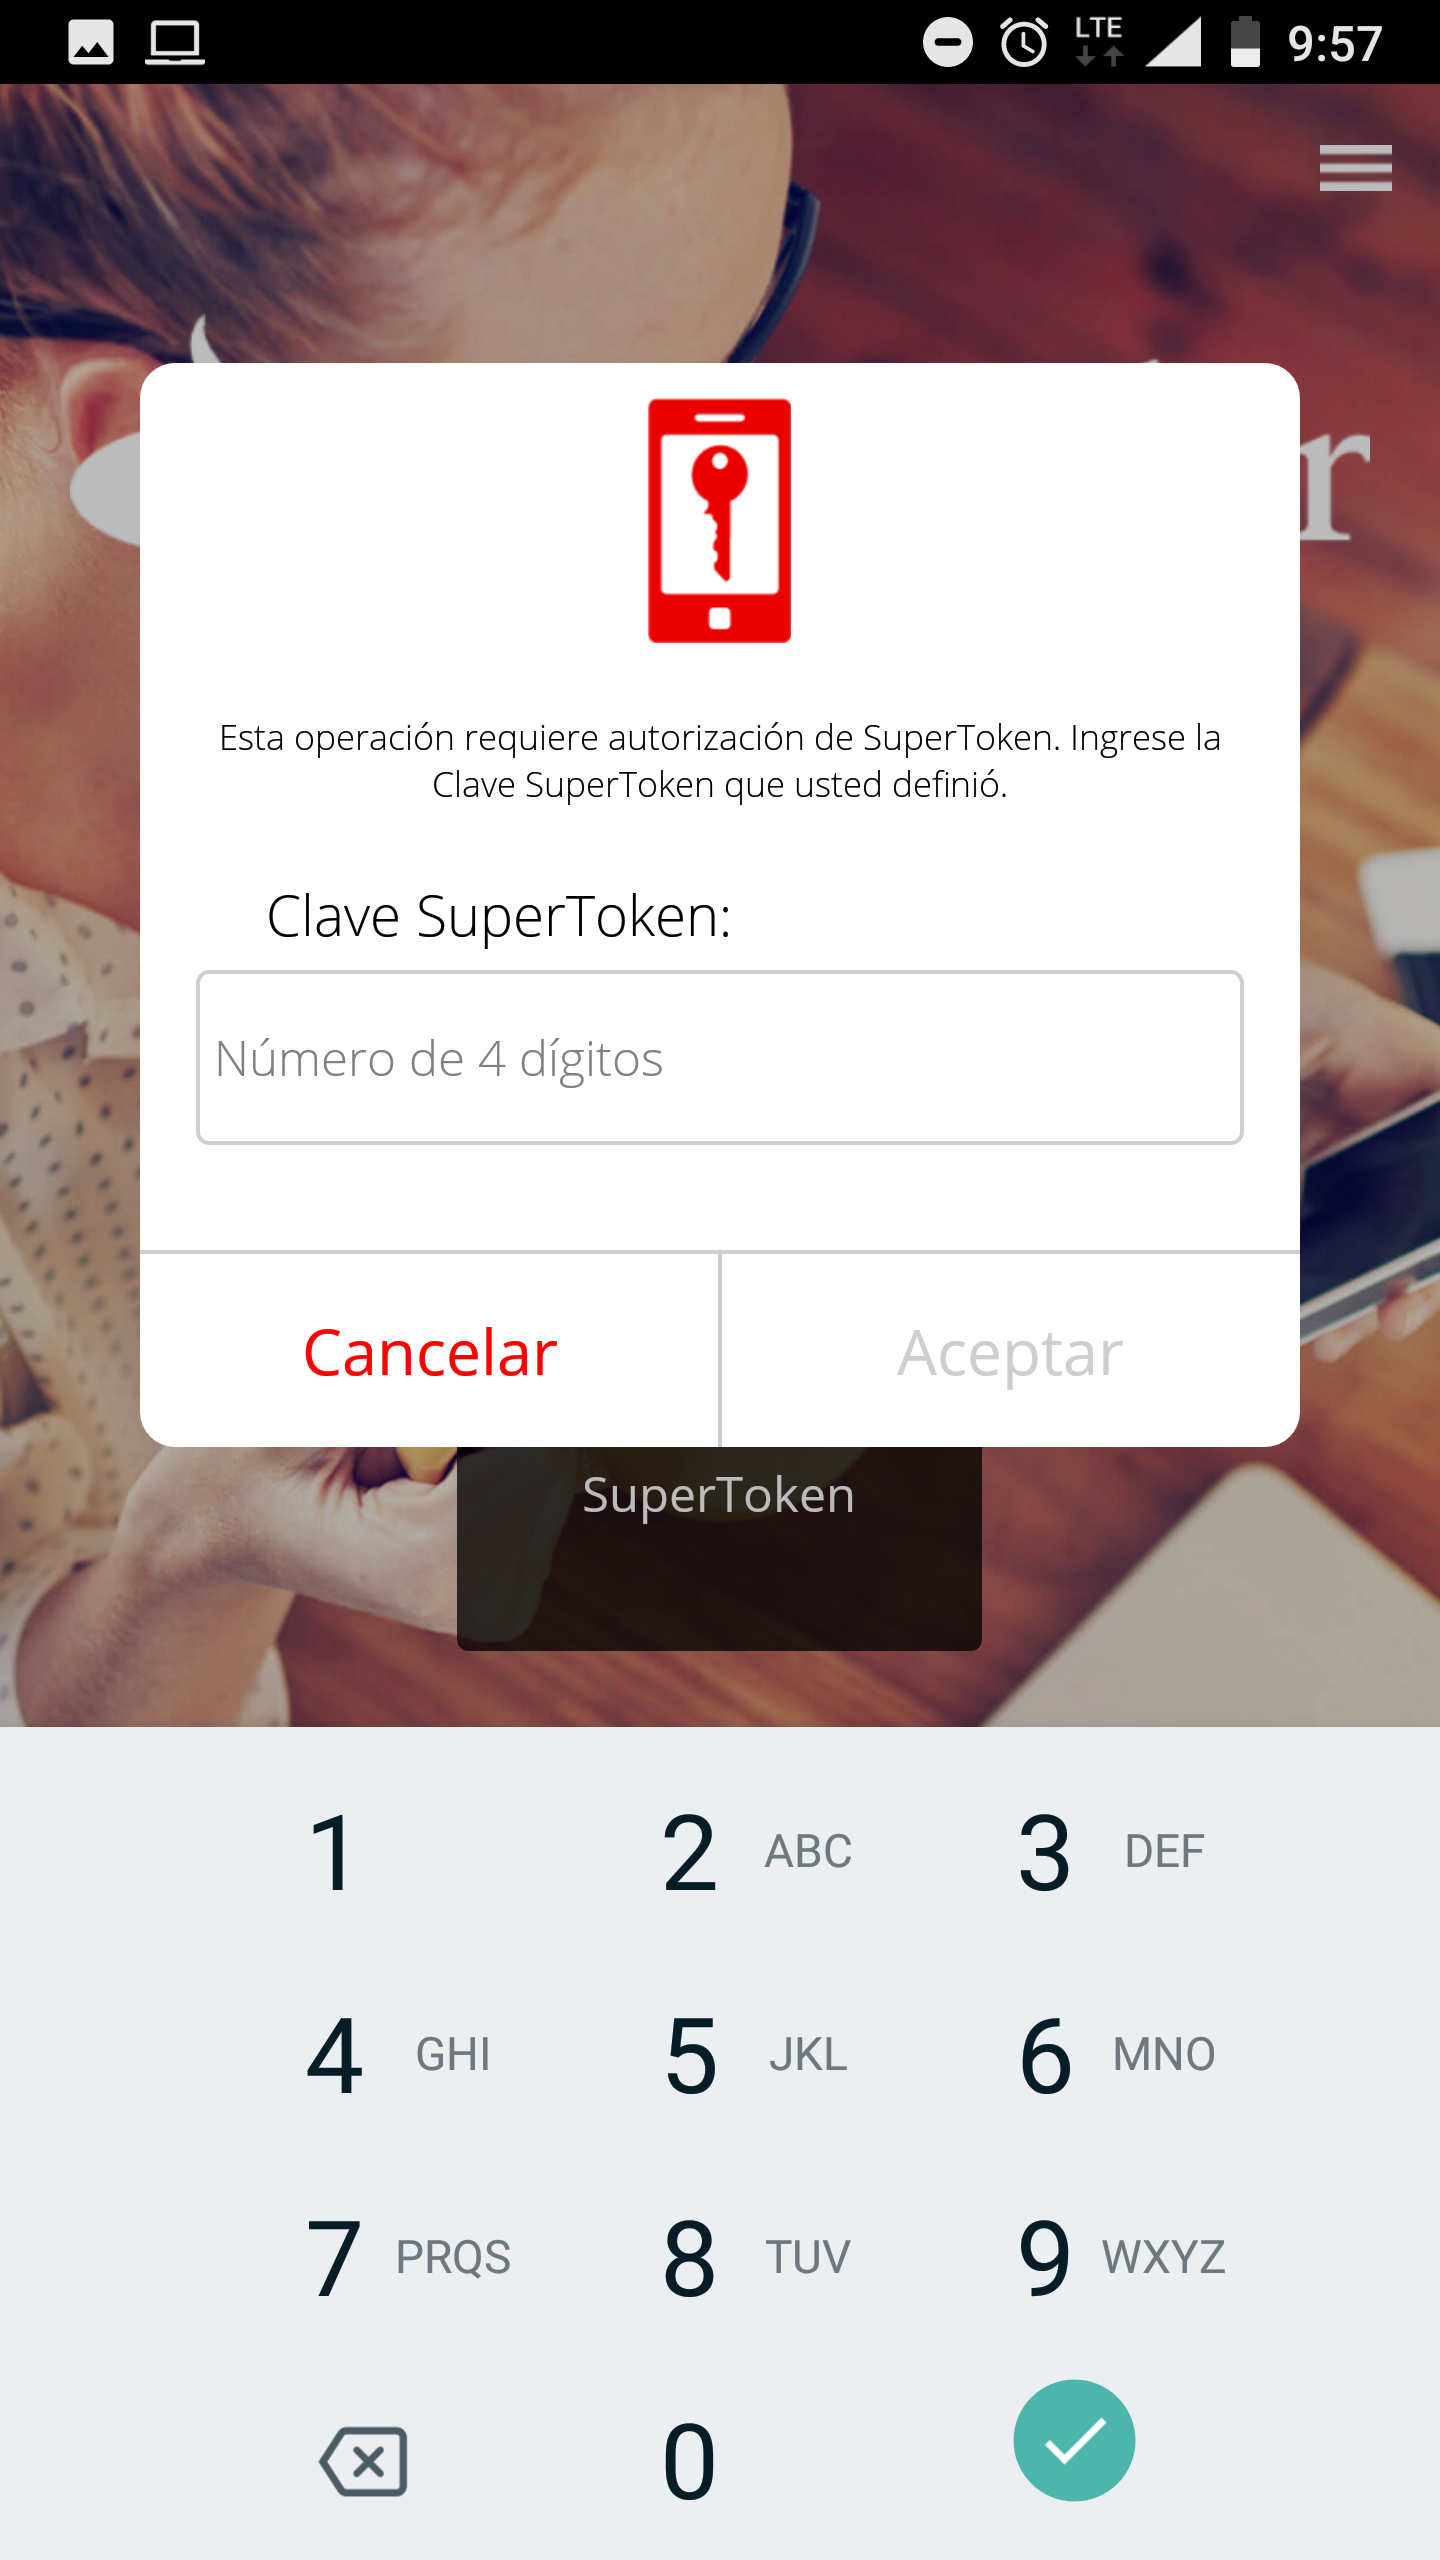 LTE
9:57
r
Esta operación requiere autorización de SuperToken. Ingrese la
Clave SuperToken que usted definió.
Clave SuperToken:
Número de 4 dígitos
Cancelar
Aceptar
SuperToken
1
2 ABC
3 DEF
4 GHI
5 JKL
6 MNO
7 PRQS
8 TUV
9 WXYZ
0